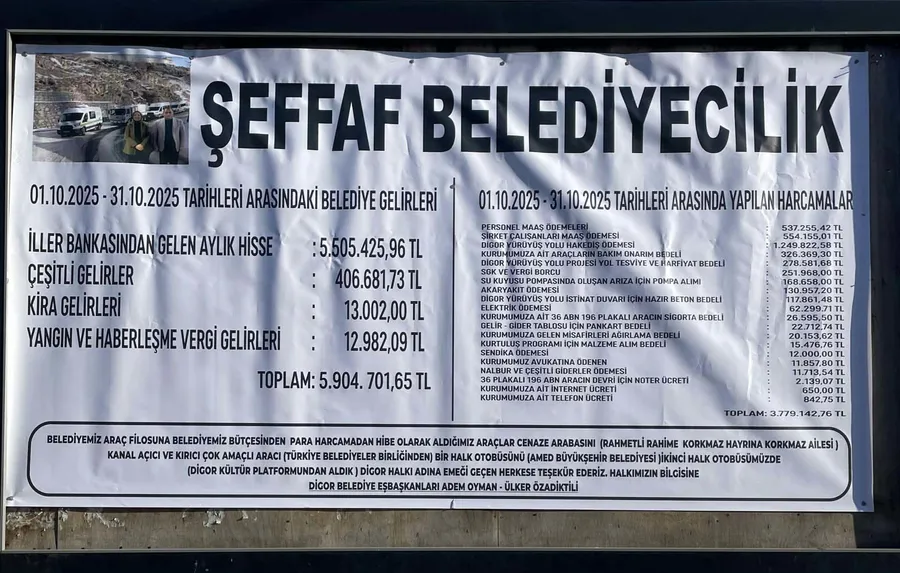 ŞEFFAF BELEDİYECİLİK
01.10.2025 - 31.10.2025 TARİHLERİ ARASINDAKİ BELEDİYE GELİRLERİ
İLLER BANKASINDAN GELEN AYLIK HİSSE : 5.505.425,96 TL
ÇEŞİTLİ GELİRLER : 406.681,73 TL
KİRA GELİRLERİ : 13.002,00 TL
YANGIN VE HABERLEŞME VERGİ GELİRLERİ : 12.982,09 TL
TOPLAM: 5.904.701,65 TL
01.10.2025 - 31.10.2025 TARİHLERİ ARASINDA YAPILAN HARCAMALAR
PERSONEL MAAŞ ÖDEMELERİ : 537.255,42 TL
ŞİRKET ÇALIŞANLARI MAAŞ ÖDEMESİ : 554.155,01 TL
DİGOR YÜRÜYÜŞ YOLU HAKEDİŞ ÖDEMESİ : 1.249.822,58 TL
KURUMUMUZA AİT ARAÇLARIN BAKIM ONARIM BEDELİ : 326.369,30 TL
DİGOR YÜRÜYÜŞ YOLU PROJESİ YOL TESVİYE VE HARFİYAT BEDELİ : 278.581,68 TL
SGK VE VERGİ BORCU : 251.968,00 TL
SU KUYUSU POMPASINDA OLUŞAN ARIZA İÇİN POMPA ALIMI : 168.658,00 TL
AKARYAKIT ÖDEMESİ : 130.957,20 TL
DİGOR YÜRÜYÜŞ YOLU İSTİNAT DUVARI İÇİN HAZIR BETON BEDELİ : 117.861,48 TL
ELEKTRİK ÖDEMESİ : 62.299,71 TL
KURUMUMUZA AİT 36 ABN 196 PLAKALI ARACIN SİGORTA BEDELİ : 26.595,50 TL
GELİR - GİDER TABLOSU İÇİN PANKART BEDELİ : 22.712,74 TL
KURUMUMUZA GELEN MİSAFİRLERİ AĞIRLAMA BEDELİ : 20.153,62 TL
KURTULUŞ PROGRAMI İÇİN MALZEME ALIM BEDELİ : 15.476,76 TL
SENDİKA ÖDEMESİ : 12.000,00 TL
KURUMUMUZ AVUKATINA ÖDENEN : 11.857,80 TL
NALBUR VE ÇEŞİTLİ GİDERLER ÖDEMESİ : 11.713,54 TL
36 PLAKALI 196 ABN ARACIN DEVRİ İÇİN NOTER ÜCRETİ : 2.139,07 TL
KURUMUMUZA AİT İNTERNET ÜCRETİ : 650,00 TL
KURUMUMUZA AİT TELEFON ÜCRETİ : 842,75 TL
TOPLAM: 3.779.142,76 TL
BELEDİYEMİZ ARAÇ FİLOSUNA BELEDİYEMİZ BÜTÇESİNDEN PARA HARCAMADAN HİBE OLARAK ALDIĞIMIZ ARAÇLAR CENAZE ARABASINI (RAHMETLİ RAHİME KORKMAZ HAYRINA KORKMAZ AİLESİ )
KANAL AÇICI VE KIRICI ÇOK AMAÇLI ARACI (TÜRKİYE BELEDİYELER BİRLİĞİNDEN) BİR HALK OTOBÜSÜNÜ (AMED BÜYÜKŞEHİR BELEDİYESİ )İKİNCİ HALK OTOBÜSÜMÜZDE
(DİGOR KÜLTÜR PLATFORMUNDAN ALDIK ) DİGOR HALKI ADINA EMEĞİ GEÇEN HERKESE TEŞEKÜR EDERİZ. HALKIMIZIN BİLGİSİNE
DİGOR BELEDİYE EŞBAŞKANLARI ADEM OYMAN - ÜLKER ÖZADİKTİLİ